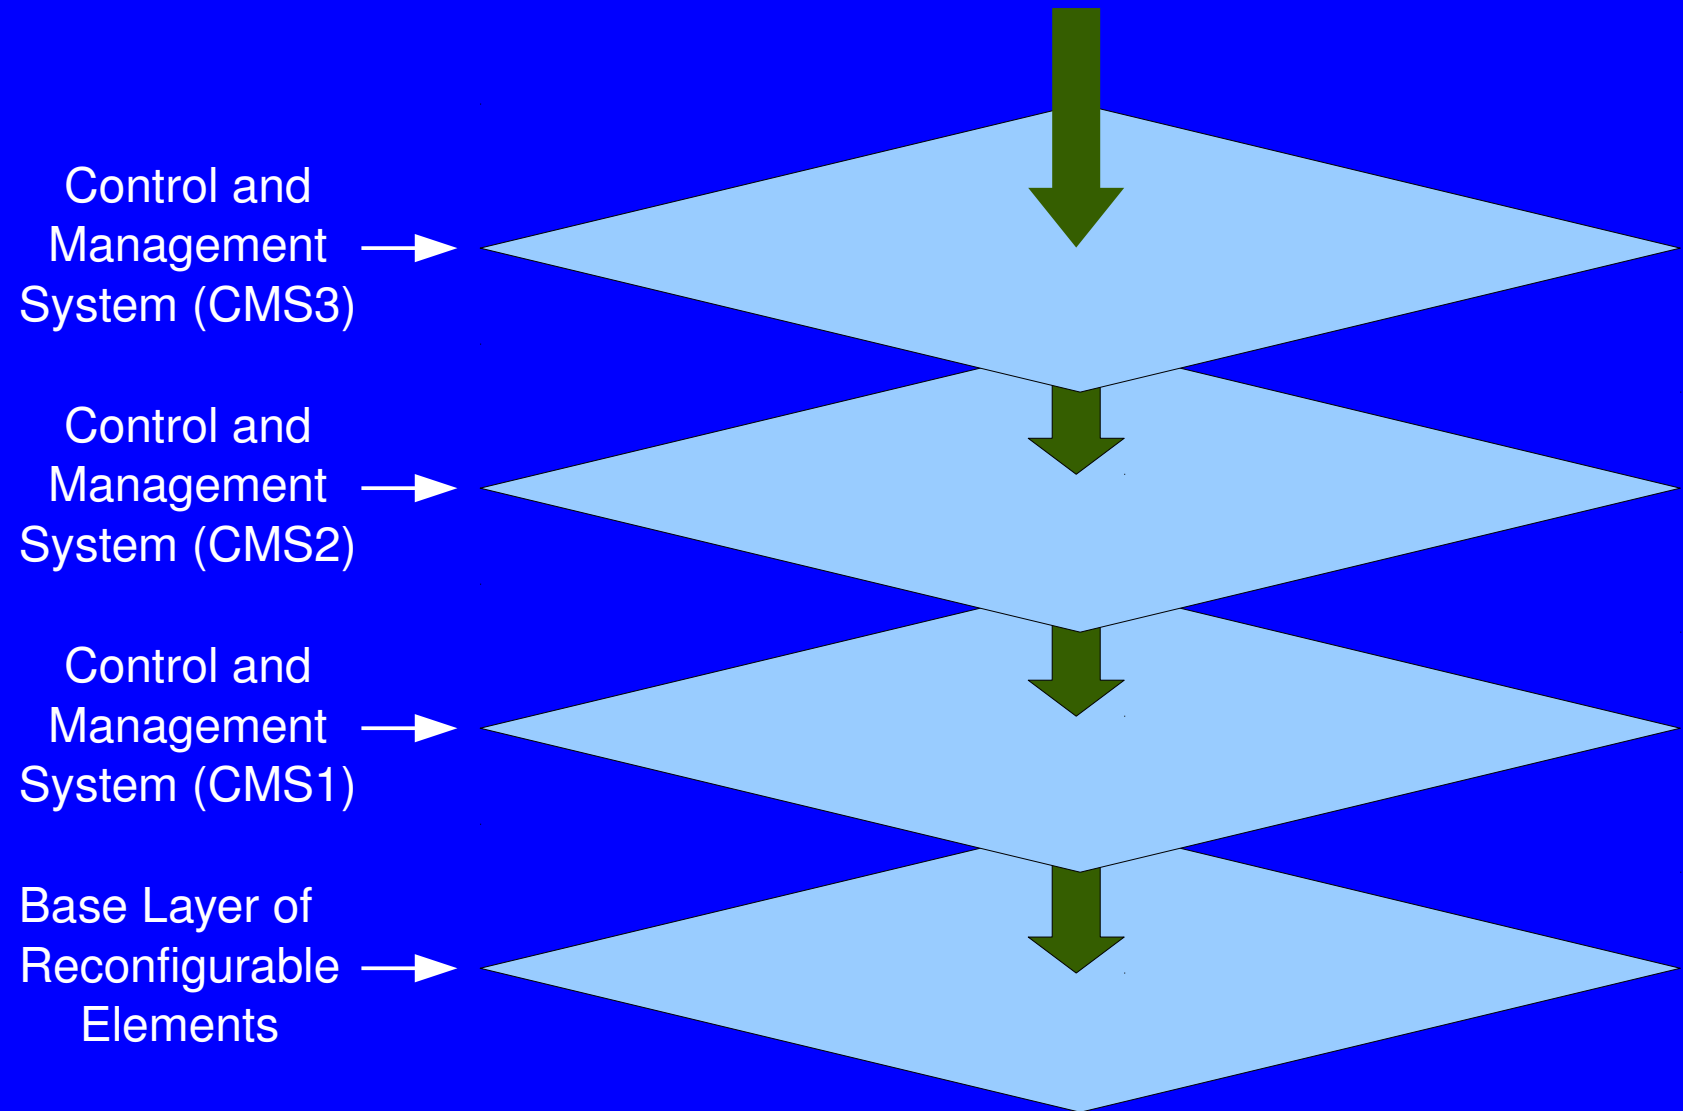 Control and
Management
System (CMS3)
Control and
Management
System (CMS2)
Control and
Management
System (CMS1)
Base Layer of
Reconfigurable
Elements